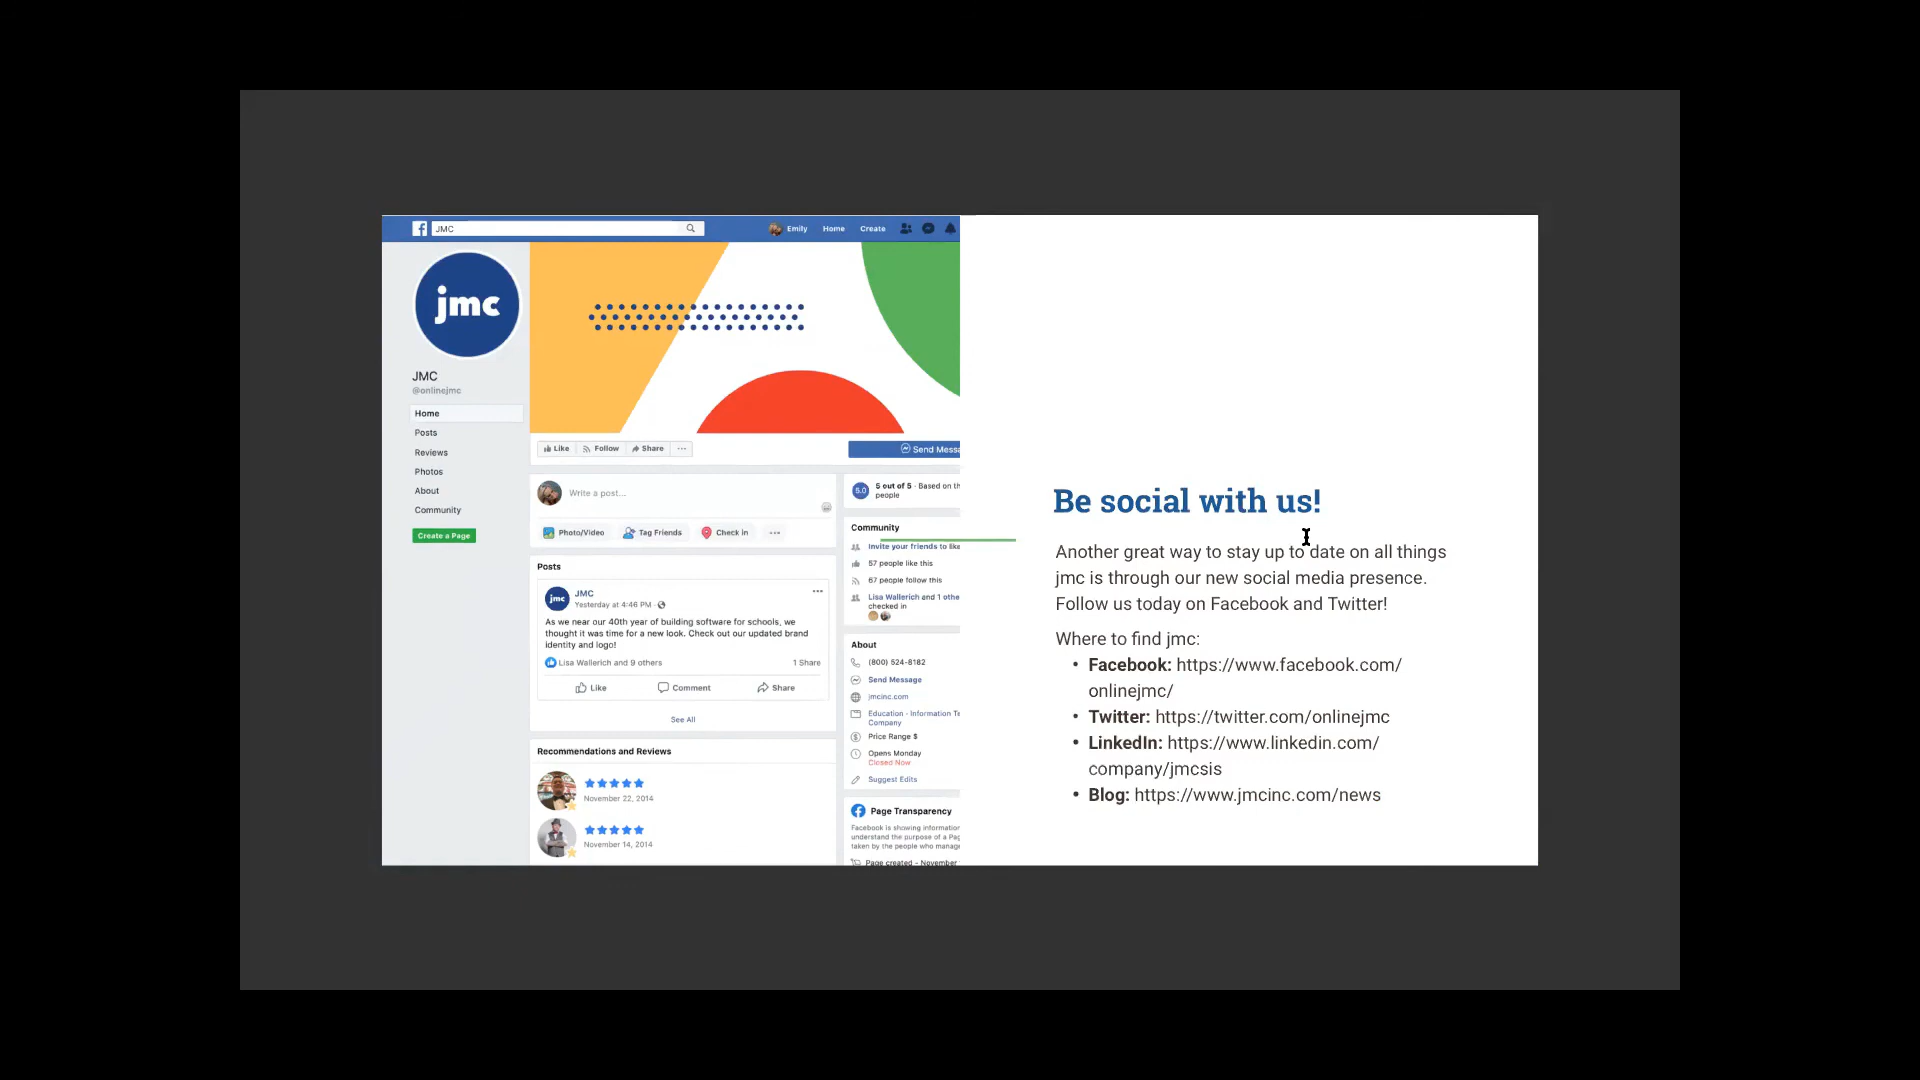 JMC
Emily
Home
Create
jmc
JMC
@onlinejmc
Home
Posts
Reviews
Photos
About
Community
Create a Page
Like
Follow
Share
Send Messa
Write a post...
Photo/Video
Tag Friends
Check in
Posts
jmc
JMC
Yesterday at 4:46 PM ·
As we near our 40th year of building software for schools, we
thought it was time for a new look. Check out our updated brand
identity and logo!
Lisa Wallerich and 9 others
1 Share
Like
Comment
Share
See All
Recommendations and Reviews
November 22, 2014
November 14, 2014
5.0
5 out of 5 · Based on th
people
Community
Invite your friends to like
57 people like this
67 people follow this
Lisa Wallerich and 1 othe
checked in
About
(800) 524-8182
Send Message
jmcinc.com
Education - Information Te
Company
Price Range $
Opens Monday
Closed Now
Suggest Edits
Page Transparency
Facebook is showing information
understand the purpose of a Pag
taken by the people who manage
Page created - November
Be social with us!
Another great way to stay up to date on all things
jmc is through our new social media presence.
Follow us today on Facebook and Twitter!
Where to find jmc:
• Facebook: https://www.facebook.com/
onlinejmc/
• Twitter: https://twitter.com/onlinejmc
• LinkedIn: https://www.linkedin.com/
company/jmcsis
• Blog: https://www.jmcinc.com/news